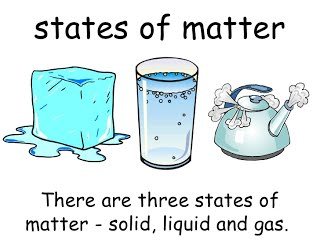 states of matter
There are three states of
matter - solid, liquid and gas.